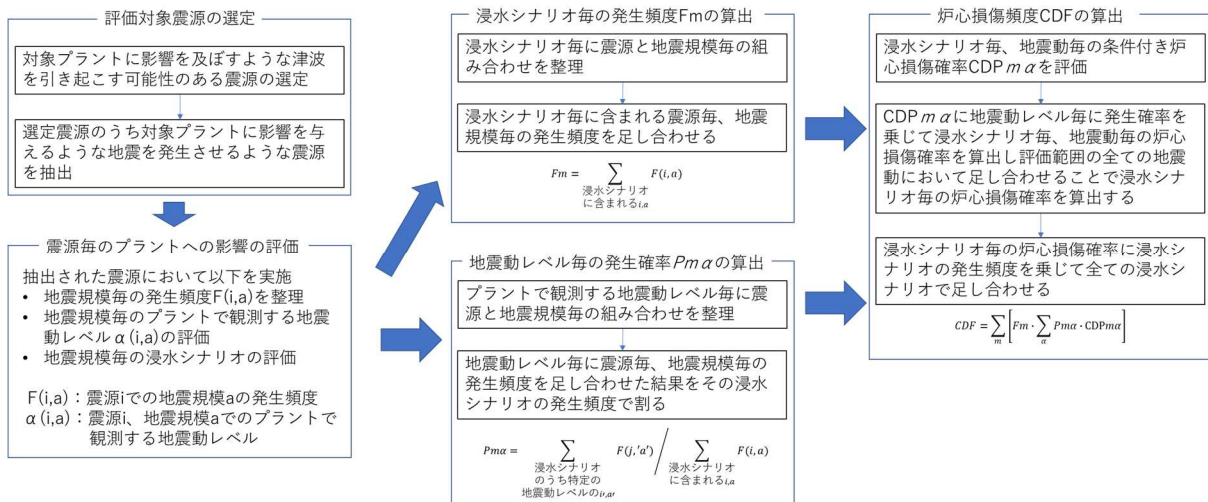 評価対象震源の選定
対象プラントに影響を及ぼすような津波
を引き起こす可能性のある震源の選定
選定震源のうち対象プラントに影響を与
えるような地震を発生させるような震源
を抽出
震源毎のプラントへの影響の評価
抽出された震源において以下を実施
• 地震規模毎の発生頻度F(i,a)を整理
• 地震規模毎のプラントで観測する地震
動レベルα(i,a)の評価
• 地震規模毎の浸水シナリオの評価
F(i,a)：震源iでの地震規模aの発生頻度
α(i,a)：震源i、地震規模aでのプラントで
観測する地震動レベル
浸水シナリオ毎の発生頻度Fmの算出
浸水シナリオ毎に震源と地震規模毎の組
み合わせを整理
浸水シナリオ毎に含まれる震源毎、地震
規模毎の発生頻度を足し合わせる
Fm = ∑ F(i,a)
浸水シナリオ
に含まれるi,a
地震動レベル毎の発生確率Pmαの算出
プラントで観測する地震動レベル毎に震
源と地震規模毎の組み合わせを整理
地震動レベル毎に震源毎、地震規模毎の
発生頻度を足し合わせた結果をその浸水
シナリオの発生頻度で割る
Pmα = ∑ F(j,'a') / ∑ F(i,a)
浸水シナリオ
のうち特定の
地震動レベルのi′,a′
浸水シナリオ
に含まれるi,a
炉心損傷頻度CDFの算出
浸水シナリオ毎、地震動毎の条件付き炉
心損傷確率CDPmαを評価
CDPmαに地震動レベル毎に発生確率を
乗じて浸水シナリオ毎、地震動毎の炉心
損傷確率を算出し評価範囲の全ての地震
動において足し合わせることで浸水シナ
リオ毎の炉心損傷確率を算出する
浸水シナリオ毎の炉心損傷確率に浸水シ
ナリオの発生頻度を乗じて全ての浸水シ
ナリオで足し合わせる
CDF = ∑m [Fm · ∑α Pmα · CDPmα]